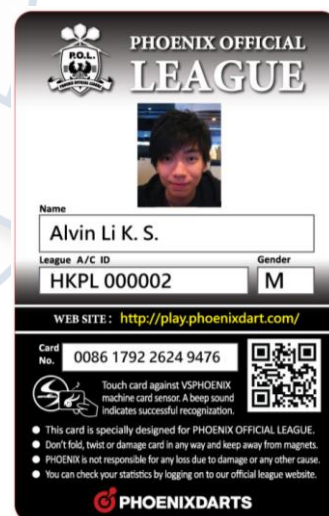 P.O.L.
PHOENIX OFFICIAL LEAGUE
PHOENIX OFFICIAL
LEAGUE
Name
Alvin Li K. S.
League A/C ID
Gender
HKPL 000002
M
WEB SITE : http://play.phoenixdart.com/
Card
No.
0086 1792 2624 9476
Touch card against VSPHOENIX
machine card sensor. A beep sound
indicates successful recognization.
● This card is specially designed for PHOENIX OFFICIAL LEAGUE.
● Don't fold, twist or damage card in any way and keep away from magnets.
● PHOENIX is not responsible for any loss due to damage or any other cause.
● You can check your statistics by logging on to our official league website.
PHOENIXDARTS